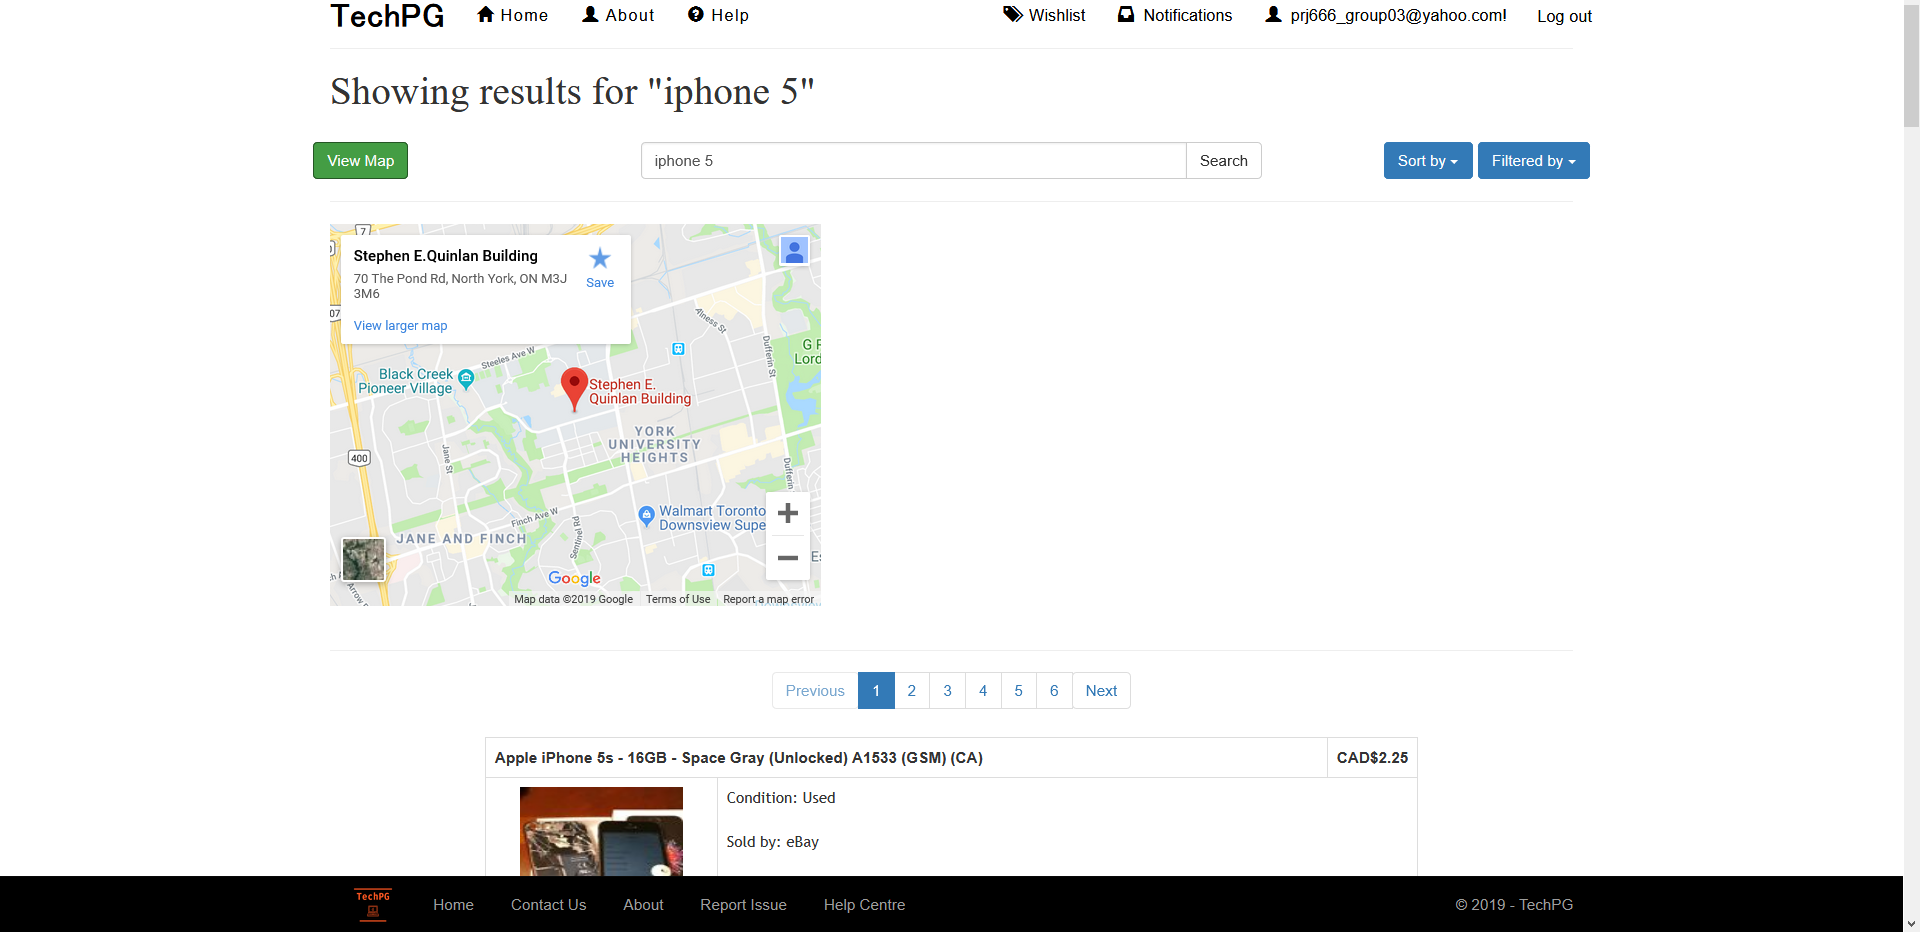 TechPG Home About Help Wishlist Notifications prj666_group03@yahoo.com! Log out
Showing results for "iphone 5"
View Map iphone 5 Search Sort by Filtered by
7
Stephen E.Quinlan Building
70 The Pond Rd, North York, ON M3J
3M6
Save
View larger map
07
Alness St
Dufferin St
Lord
Steeles Ave W
Black Creek
Pioneer Village
Stephen E.
Quinlan Building
YORK
UNIVERSITY
HEIGHTS
400
Jane St
Dufferin
Walmart Toronto
Downsview Supe
Finch Ave W
Sentinel Rd
JANE AND FINCH
Google
Map data ©2019 Google Terms of Use Report a map error
Previous 1 2 3 4 5 6 Next
Apple iPhone 5s - 16GB - Space Gray (Unlocked) A1533 (GSM) (CA) CAD$2.25
Condition: Used
Sold by: eBay
TechPG Home Contact Us About Report Issue Help Centre © 2019 - TechPG